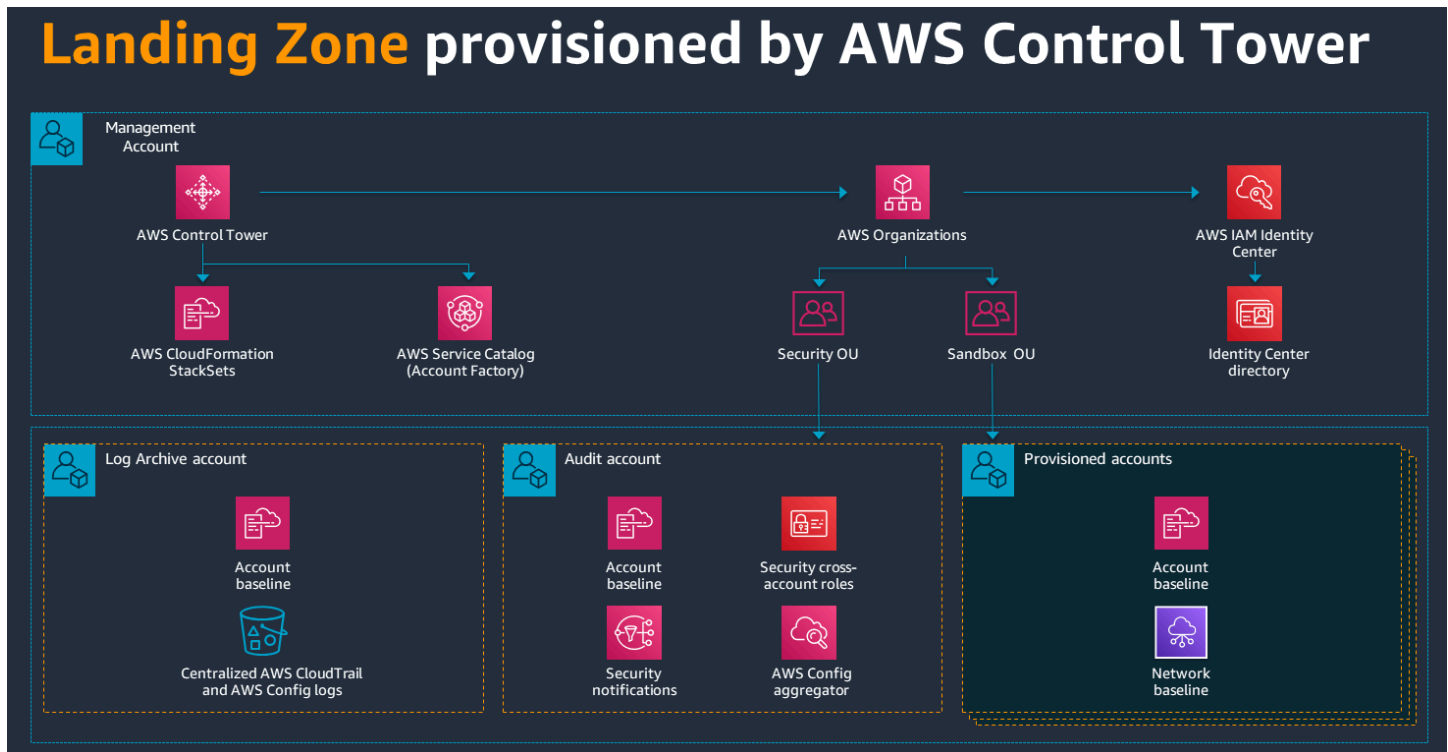 Landing Zone provisioned by AWS Control Tower
Management
Account
AWS Control Tower
AWS Organizations
AWS IAM Identity
Center
AWS CloudFormation
StackSets
AWS Service Catalog
(Account Factory)
Security OU
Sandbox OU
Identity Center
directory
Log Archive account
Account
baseline
Centralized AWS CloudTrail
and AWS Config logs
Audit account
Account
baseline
Security cross-
account roles
Security
notifications
AWS Config
aggregator
Provisioned accounts
Account
baseline
Network
baseline